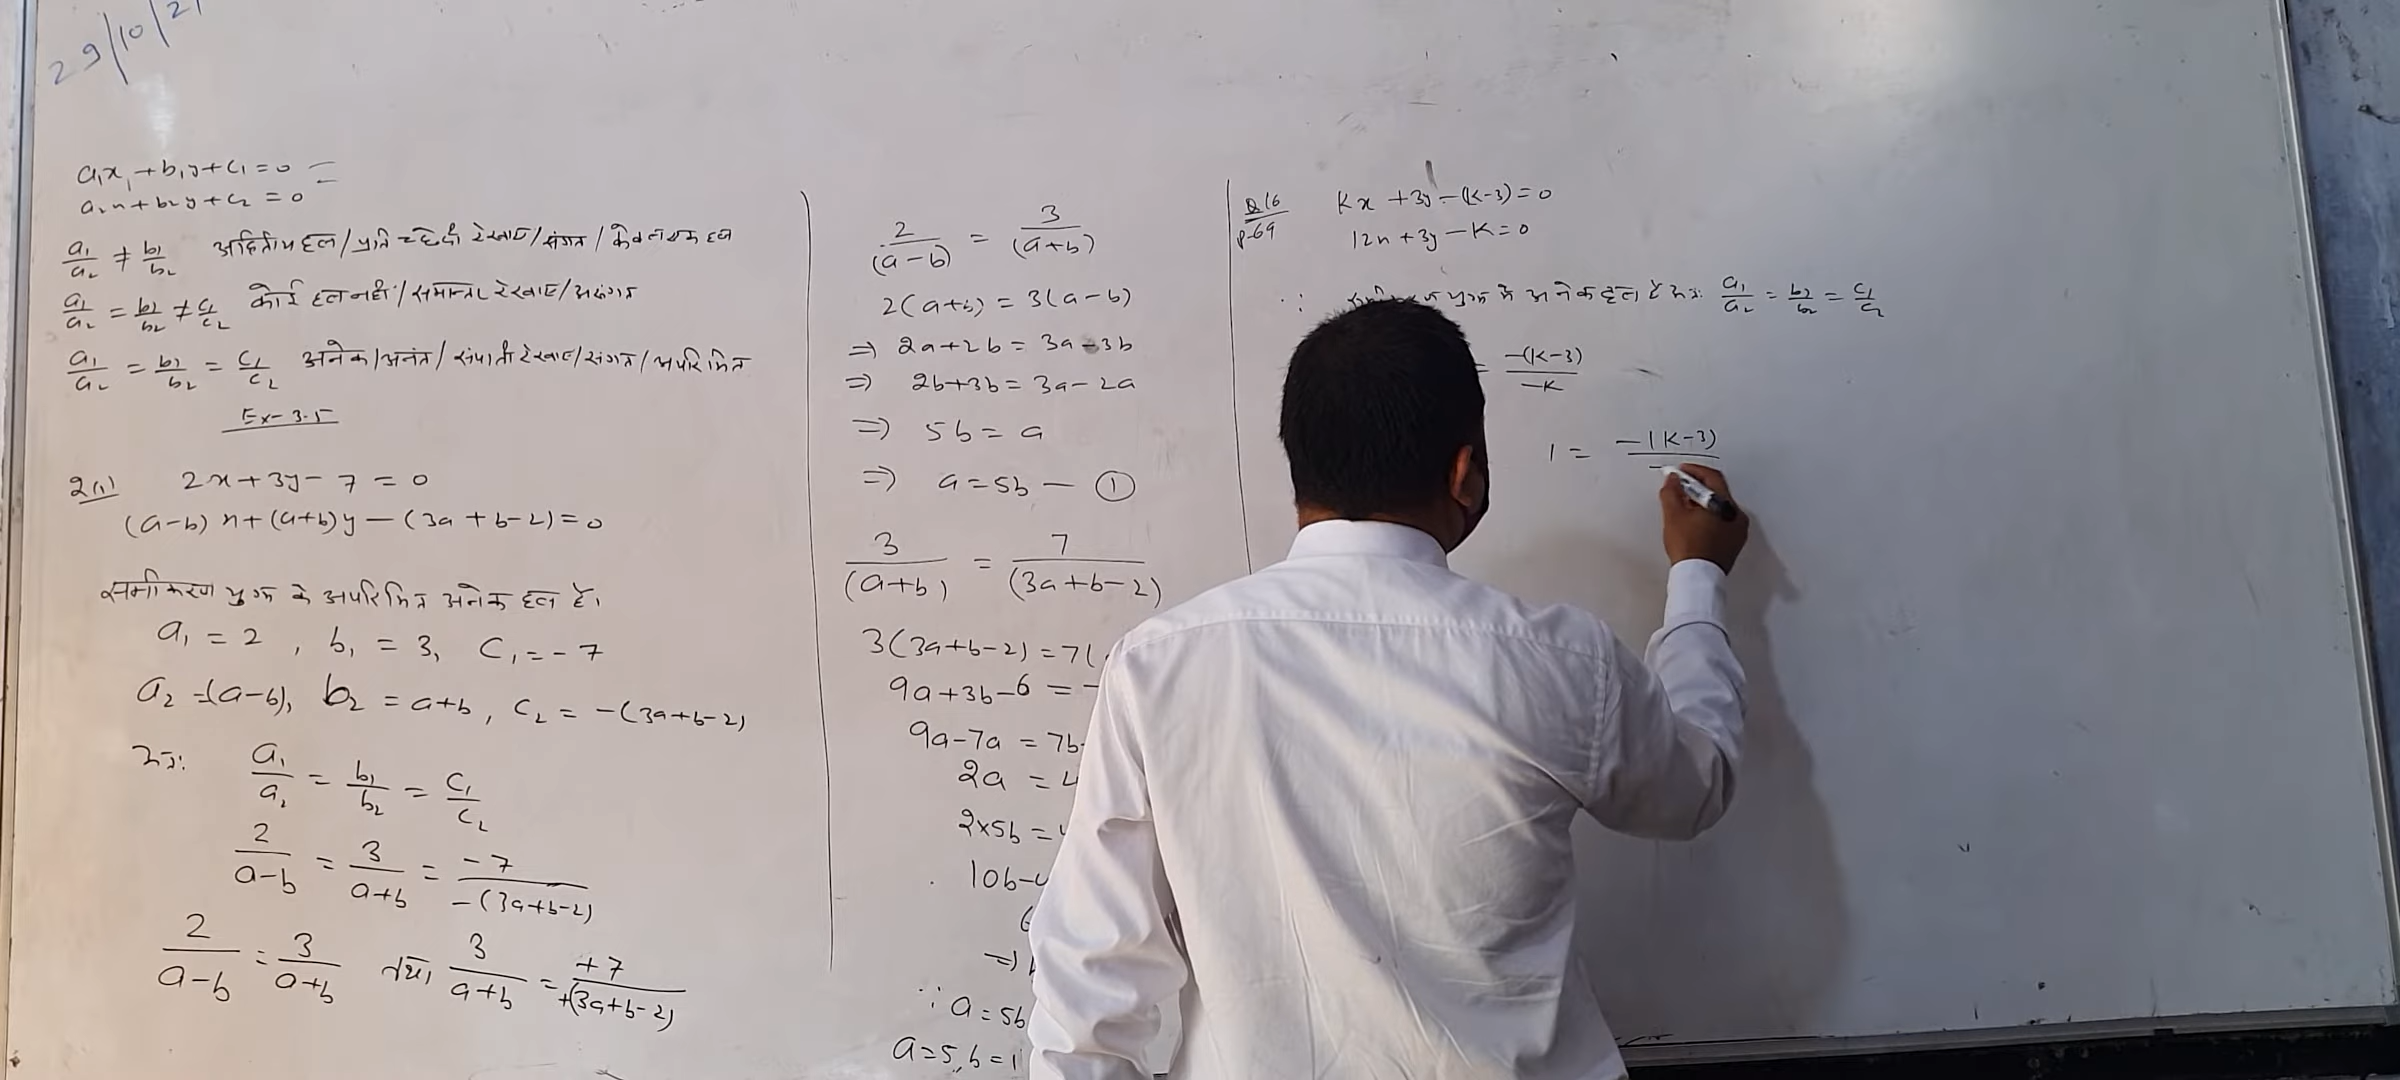 29/10/21
a₁x₁+b₁y+c₁=0
a₂x+b₂y+c₂=0
a₁/a₂ ≠ b₁/b₂ अद्वितीय हल/प्रतिच्छेदी रेखाएं/संगत/केवल एक हल
a₁/a₂ = b₁/b₂ ≠ c₁/c₂ कोई हल नहीं/समान्तर रेखाएं/असंगत
a₁/a₂ = b₁/b₂ = c₁/c₂ अनेक/अनंत/संपाती रेखाएं/संगत/अपरिमित
Ex-3.5
2(i) 2x+3y-7=0
(a-b)x+(a+b)y-(3a+b-2)=0
समीकरण युग्म के अपरिमित अनेक हल है।
a₁=2, b₁=3, c₁=-7
a₂=(a-b), b₂=a+b, c₂=-(3a+b-2)
अतः a₁/a₂ = b₁/b₂ = c₁/c₂
2/(a-b) = 3/(a+b) = -7/-(3a+b-2)
2/(a-b) = 3/(a+b) तथा 3/(a+b) = +7/+(3a+b-2)
2/(a-b) = 3/(a+b)
2(a+b)=3(a-b)
⇒ 2a+2b=3a-3b
⇒ 2b+3b=3a-2a
⇒ 5b=a
⇒ a=5b — ①
3/(a+b) = 7/(3a+b-2)
3(3a+b-2)=7(
9a+3b-6=
9a-7a=7b-
2a=4
2×5b=4
10b-4
⇒
∵ a=5b
a=5, b=1
Q16 Kx+3y-(K-3)=0
P-69 12x+3y-K=0
∵ युग्म के अनेक हल है अतः a₁/a₂ = b₁/b₂ = c₁/c₂
= -(K-3)/-K
1 = -(K-3)/-